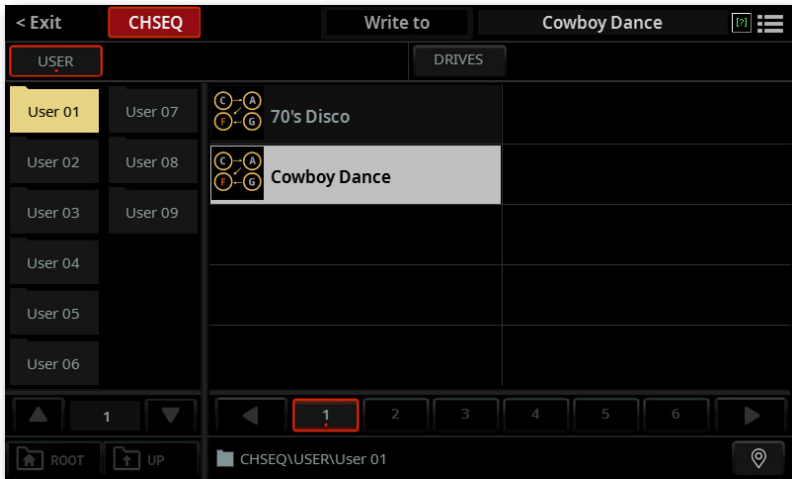 < Exit CHSEQ Write to Cowboy Dance [?]
USER DRIVES
User 01 User 07 C A F G 70's Disco
User 02 User 08 C A F G Cowboy Dance
User 03 User 09
User 04
User 05
User 06
1 1 2 3 4 5 6
ROOT UP CHSEQ\USER\User 01